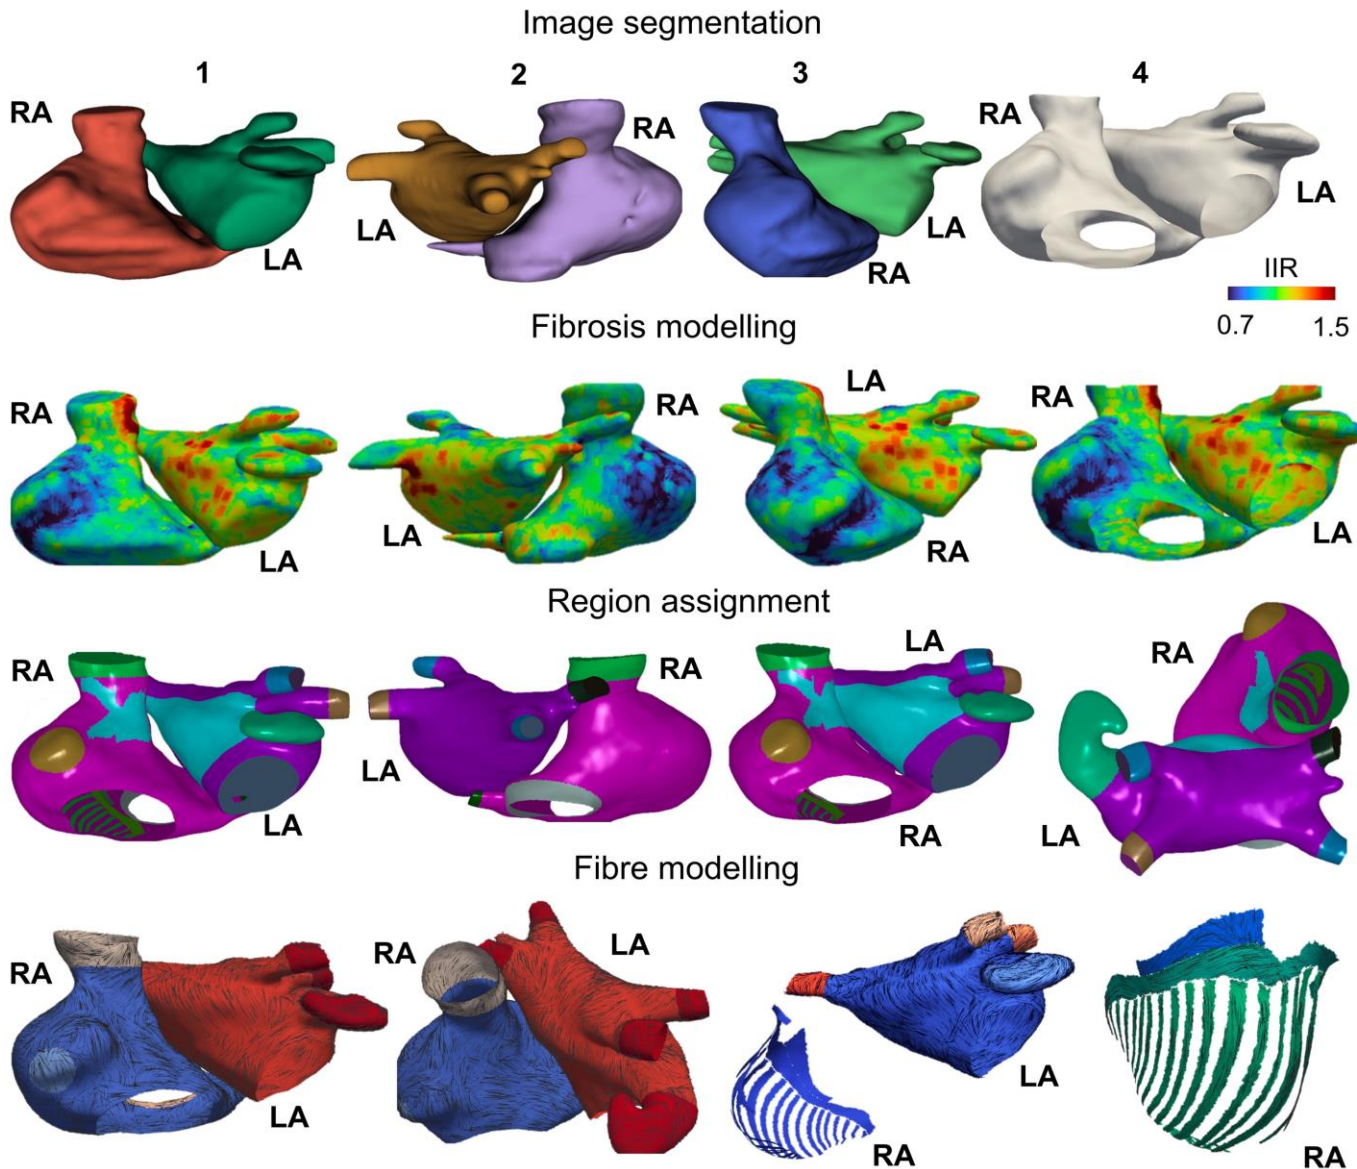 Image segmentation
1 2 3 4
RA RA RA
LA LA LA LA
RA
IIR
0.7 1.5
Fibrosis modelling
RA RA LA RA
LA LA RA LA
Region assignment
RA RA LA RA
LA LA RA LA
Fibre modelling
RA RA LA
LA LA
RA RA